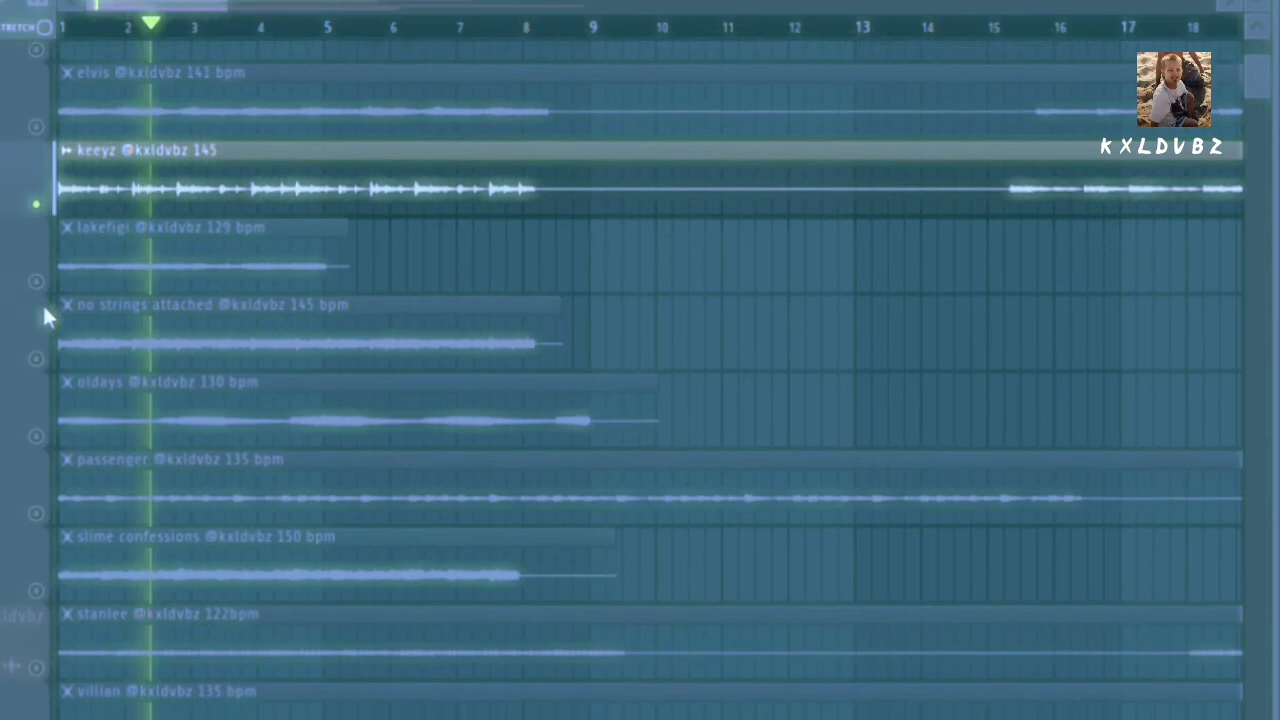 STRETCH 1 2 3 4 5 6 7 8 9 10 11 12 13 14 15 16 17 18
elvis @kxldvbz 141 bpm
KXLDVBZ
keeyz @kxldvbz 145
lakefigi @kxldvbz 129 bpm
no strings attached @kxldvbz 145 bpm
oldays @kxldvbz 130 bpm
passenger @kxldvbz 135 bpm
slime confessions @kxldvbz 150 bpm
stanlee @kxldvbz 122bpm
ldvbz
villian @kxldvbz 135 bpm